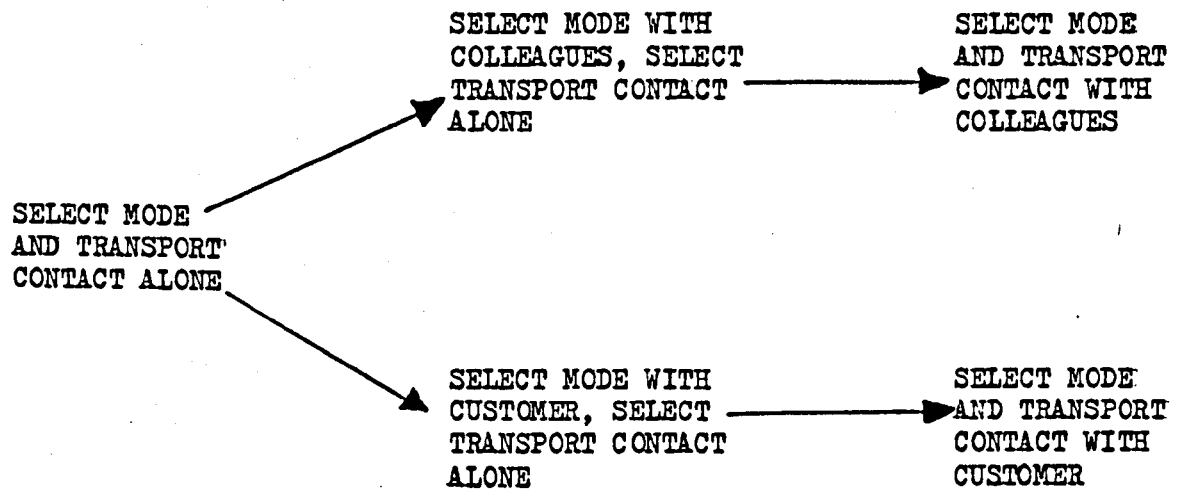 SELECT MODE WITH
COLLEAGUES, SELECT
TRANSPORT CONTACT
ALONE
SELECT MODE
AND TRANSPORT
CONTACT WITH
COLLEAGUES
SELECT MODE
AND TRANSPORT
CONTACT ALONE
SELECT MODE WITH
CUSTOMER, SELECT
TRANSPORT CONTACT
ALONE
SELECT MODE
AND TRANSPORT
CONTACT WITH
CUSTOMER